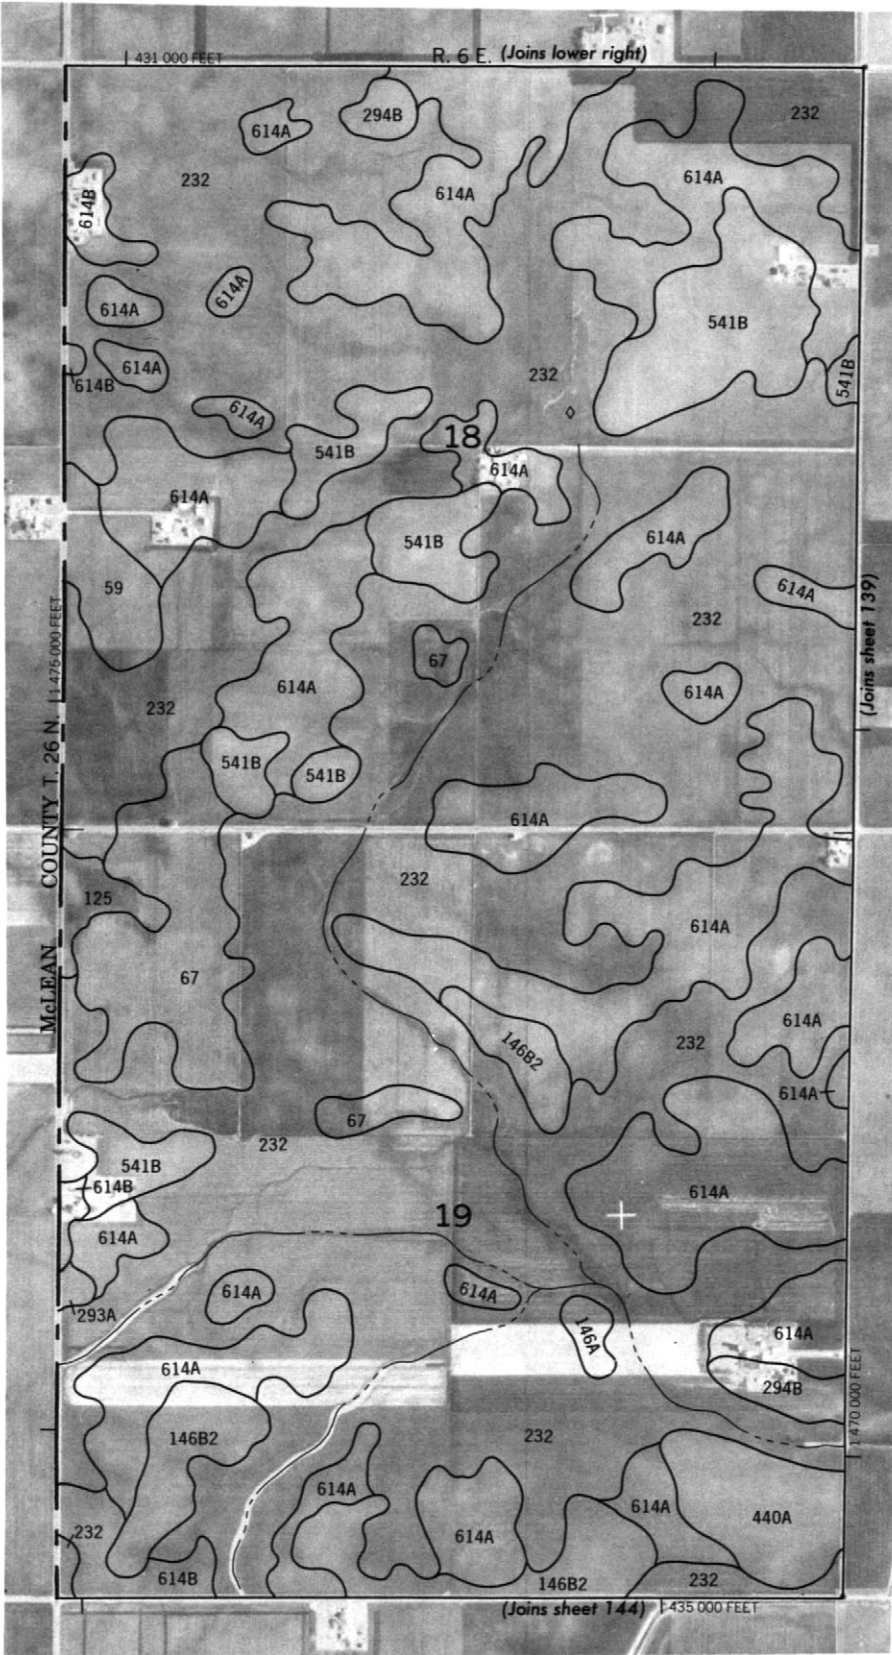 431 000 FEET
R. 6 E. (Joins lower right)
294B
232
614A
232
614A
614A
614B
614A
614A
614A
541B
614A
232
541B
614B
614A
18
541B
614A
614A
541B
614A
59
614A
(Joins sheet 139)
1 475 000 FEET
232
67
614A
614A
232
541B
541B
614A
McLEAN COUNTY T. 26 N.
232
125
614A
67
614A
146B2
232
614A
67
232
541B
614B
614A
19
614A
614A
614A
293A
146A
614A
614A
294B
1 470 000 FEET
146B2
232
614A
614A
614A
440A
232
614B
146B2
232
(Joins sheet 144)
435 000 FEET